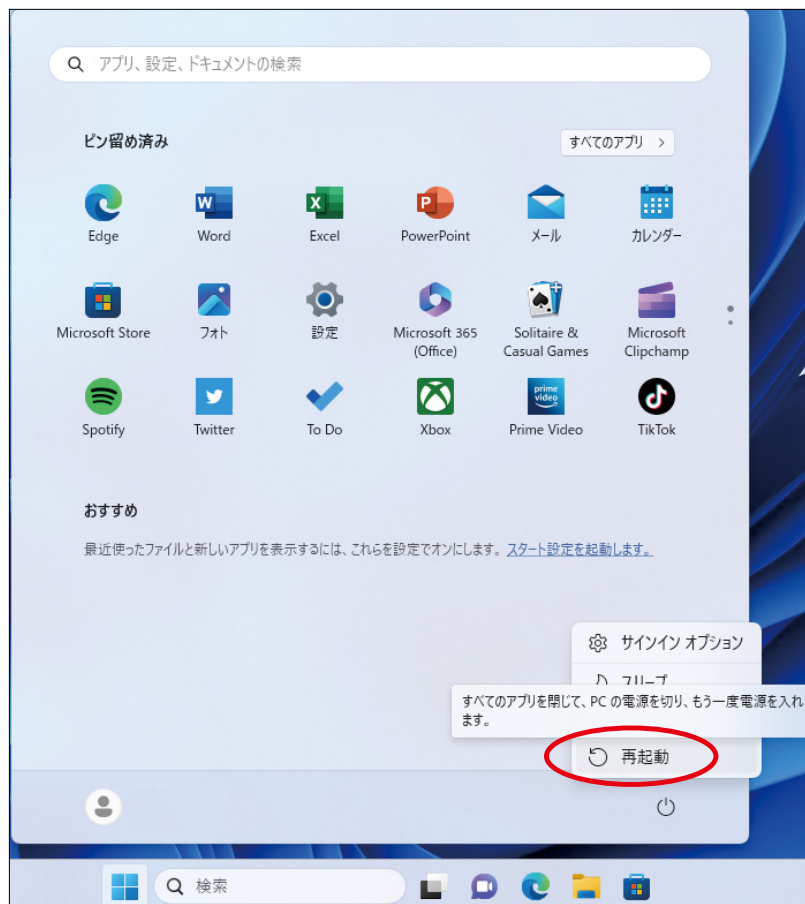 アプリ、設定、ドキュメントの検索
ピン留め済み
すべてのアプリ >
Edge
Word
Excel
PowerPoint
メール
カレンダー
Microsoft Store
フォト
設定
Microsoft 365
(Office)
Solitaire &
Casual Games
Microsoft
Clipchamp
Spotify
Twitter
To Do
Xbox
prime
video
Prime Video
TikTok
おすすめ
最近使ったファイルと新しいアプリを表示するには、これらを設定でオンにします。スタート設定を起動します。
サインイン オプション
スリープ
すべてのアプリを閉じて、PC の電源を切り、もう一度電源を入れ
ます。
再起動
検索